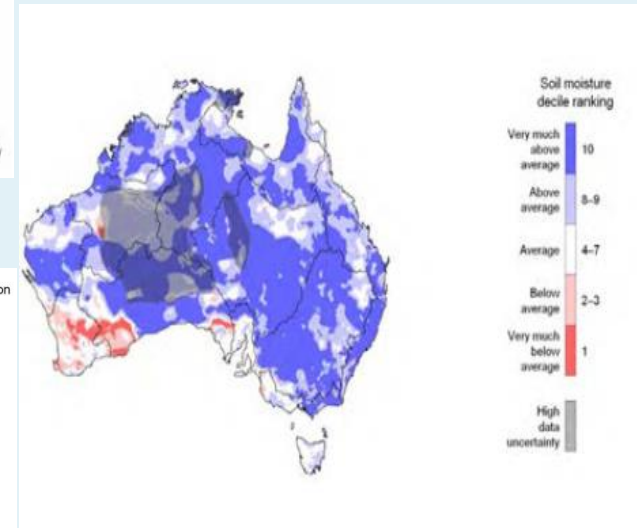 on
Soil moisture
decile ranking
Very much
above
average
10
Above
average
8–9
Average
4–7
Below
average
2–3
Very much
below
average
1
High
data
uncertainty